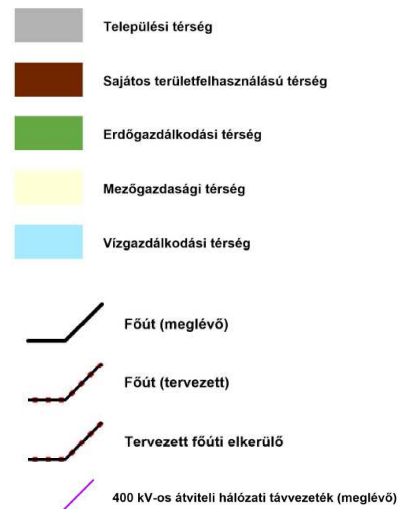 Települési térség
Sajátos területfelhasználású térség
Erdőgazdálkodási térség
Mezőgazdasági térség
Vízgazdálkodási térség
Főút (meglévő)
Főút (tervezett)
Tervezett főúti elkerülő
400 kV-os átviteli hálózati távvezeték (meglévő)